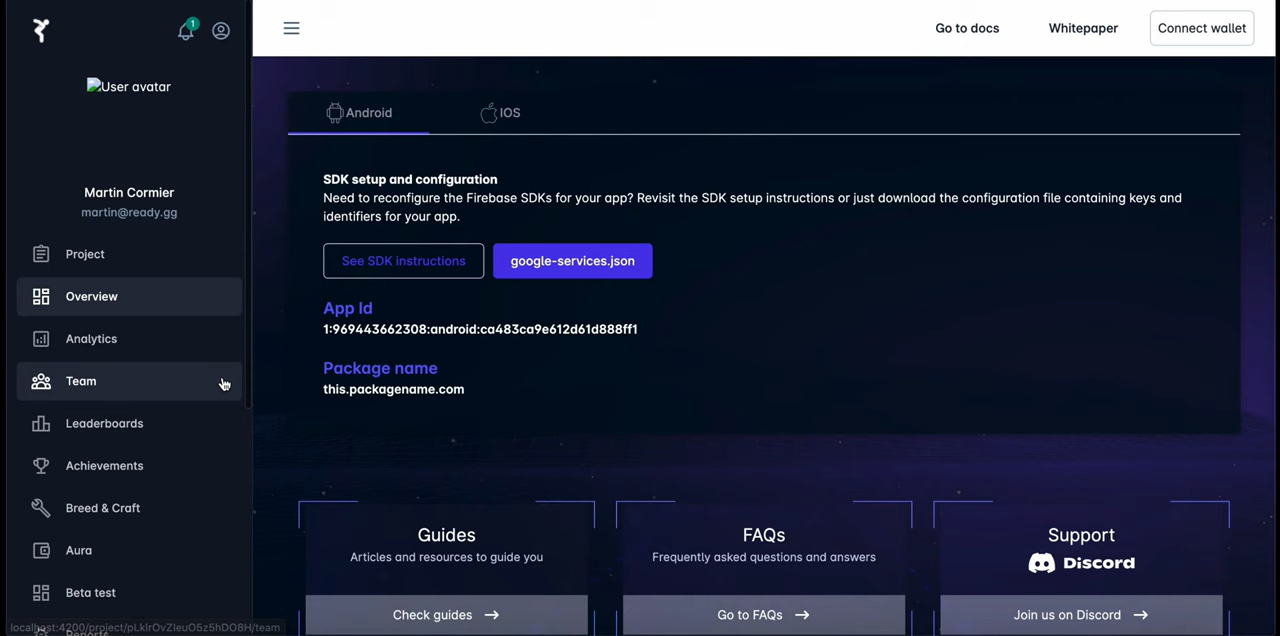 1
User avatar
Martin Cormier
martin@ready.gg
Project
Overview
Analytics
Team
Leaderboards
Achievements
Breed & Craft
Aura
Beta test
Reports
localhost:4200/project/pLkIrOvZIeuO5z5hDO8H/team
Go to docs
Whitepaper
Connect wallet
Android
IOS
SDK setup and configuration
Need to reconfigure the Firebase SDKs for your app? Revisit the SDK setup instructions or just download the configuration file containing keys and
identifiers for your app.
See SDK instructions
google-services.json
App Id
1:969443662308:android:ca483ca9e612d61d888ff1
Package name
this.packagename.com
Guides
Articles and resources to guide you
Check guides
FAQs
Frequently asked questions and answers
Go to FAQs
Support
Discord
Join us on Discord